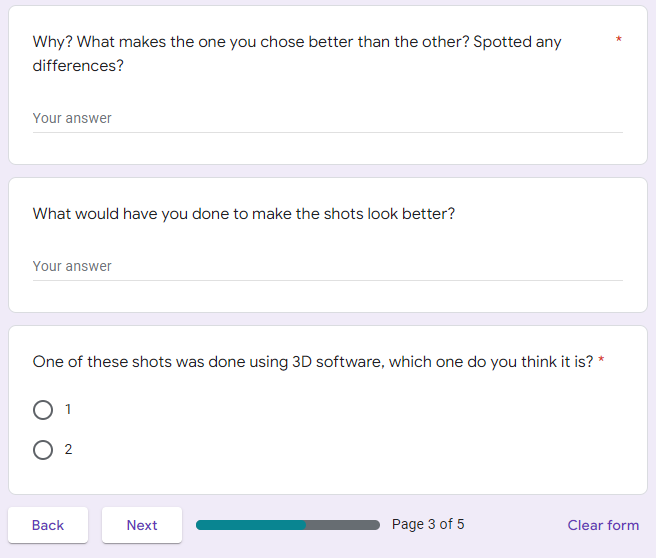 Why? What makes the one you chose better than the other? Spotted any *
differences?
Your answer
What would have you done to make the shots look better?
Your answer
One of these shots was done using 3D software, which one do you think it is? *
1
2
Back Next Page 3 of 5 Clear form